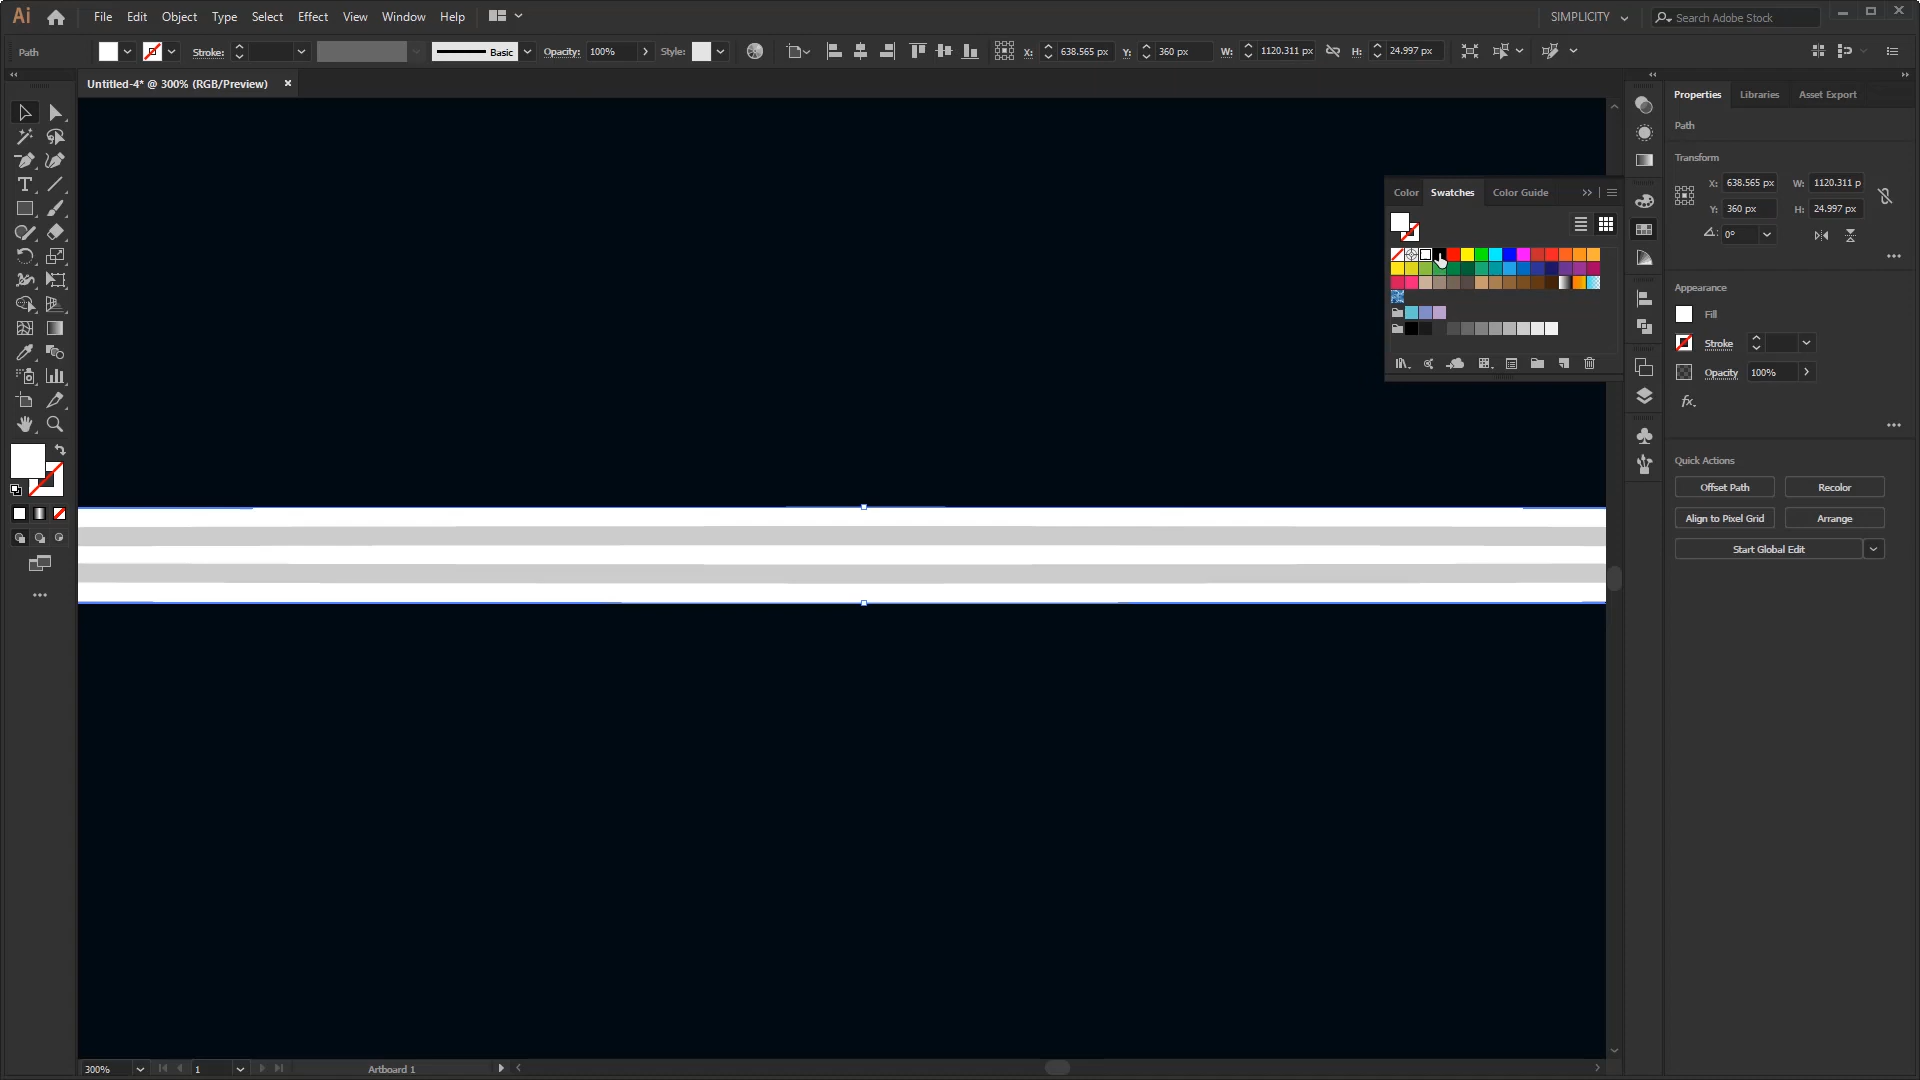 Ai File Edit Object Type Select Effect View Window Help SIMPLICITY Search Adobe Stock
Path Stroke: Basic Opacity: 100% Style: X: 638.565 px Y: 360 px W: 1120.311 px H: 24.997 px
Untitled-4* @ 300% (RGB/Preview)
Properties Libraries Asset Export
Path
Transform
X: 638.565 px W: 1120.311 p
Y: 360 px H: 24.997 px
0°
Color Swatches Color Guide
Appearance
Fill
Stroke
Opacity 100%
fx
Quick Actions
Offset Path Recolor
Align to Pixel Grid Arrange
Start Global Edit
300% 1 Artboard 1